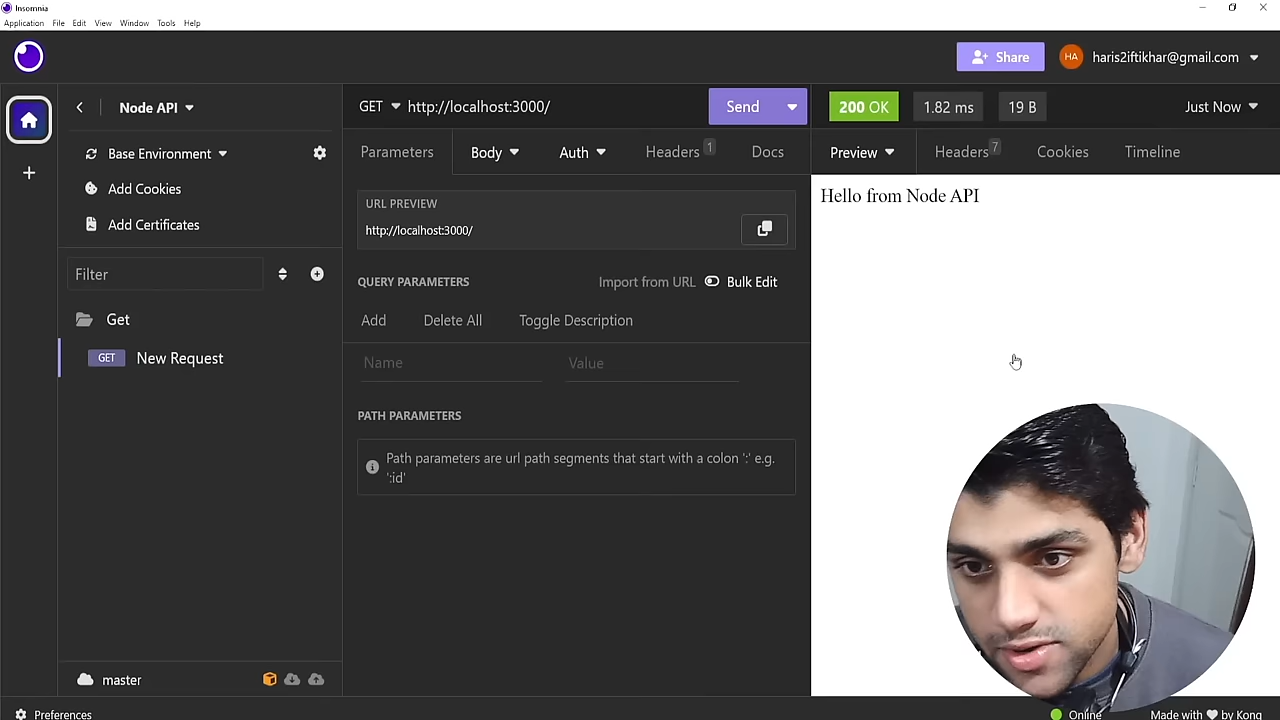 Insomnia
Application File Edit View Window Tools Help
Share
HA
haris2iftikhar@gmail.com
Node API
GET http://localhost:3000/
Send
200 OK
1.82 ms
19 B
Just Now
Base Environment
Parameters
Body
Auth
Headers 1
Docs
Preview
Headers 7
Cookies
Timeline
Add Cookies
Add Certificates
URL PREVIEW
http://localhost:3000/
Hello from Node API
Filter
QUERY PARAMETERS
Import from URL
Bulk Edit
Get
Add
Delete All
Toggle Description
GET New Request
Name
Value
PATH PARAMETERS
Path parameters are url path segments that start with a colon ':' e.g.
':id'
master
Preferences
Online
Made with ❤ by Kong